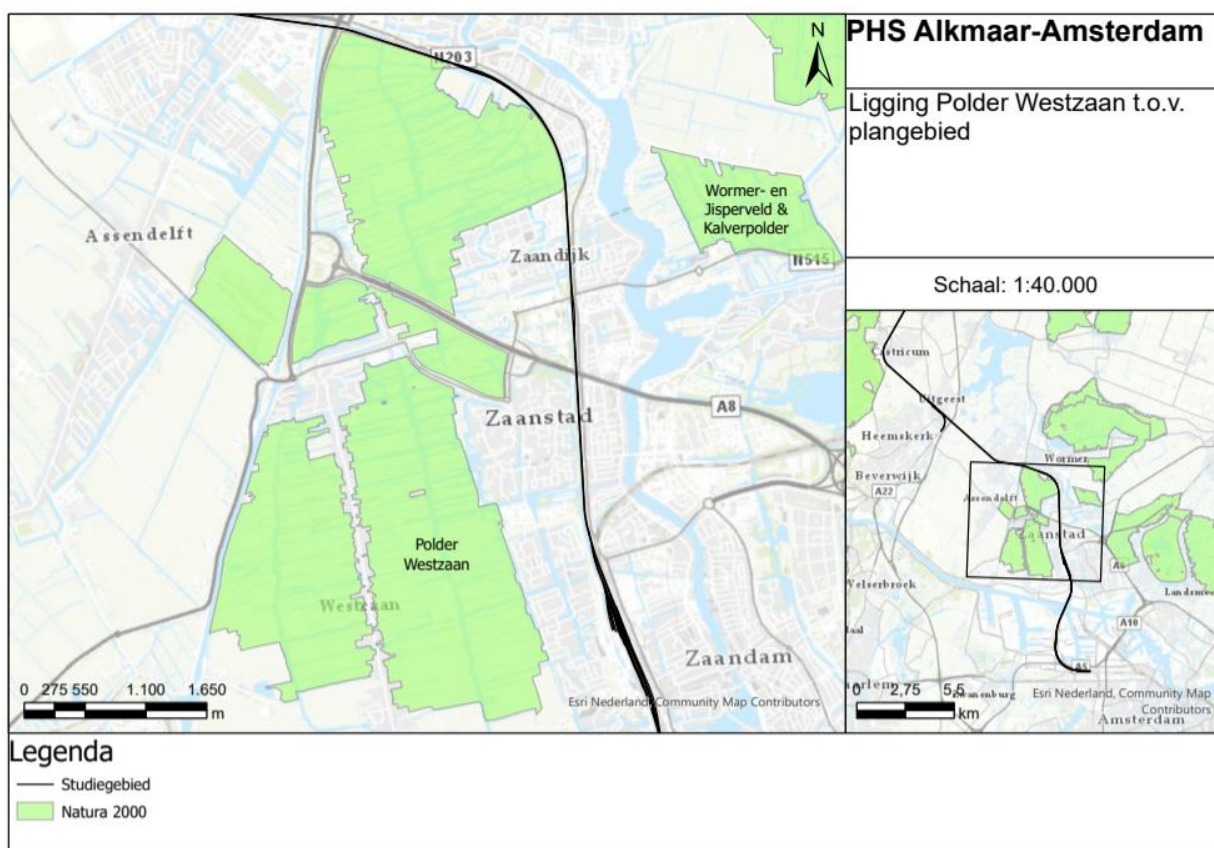 PHS Alkmaar-Amsterdam
Ligging Polder Westzaan t.o.v.
plangebied
Schaal: 1:40.000
N
N203
Assendelft
Wormer- en
Jisperveld &
Kalverpolder
N515
Zaandijk
Zaanstad
A8
Polder
Westzaan
Westzaan
Zaandam
0 275 550 1.100 1.650
m
Esri Nederland, Community Map Contributors
Castricum
Uitgeest
Heemskerk
Wormer
Beverwijk
A22
Assendelft
Zaanstad
Velserbroek
Landsmeer
A10
A5
Amsterdam
0 2,75 5,5
km
Esri Nederland, Community Map
Contributors
Legenda
Studiegebied
Natura 2000